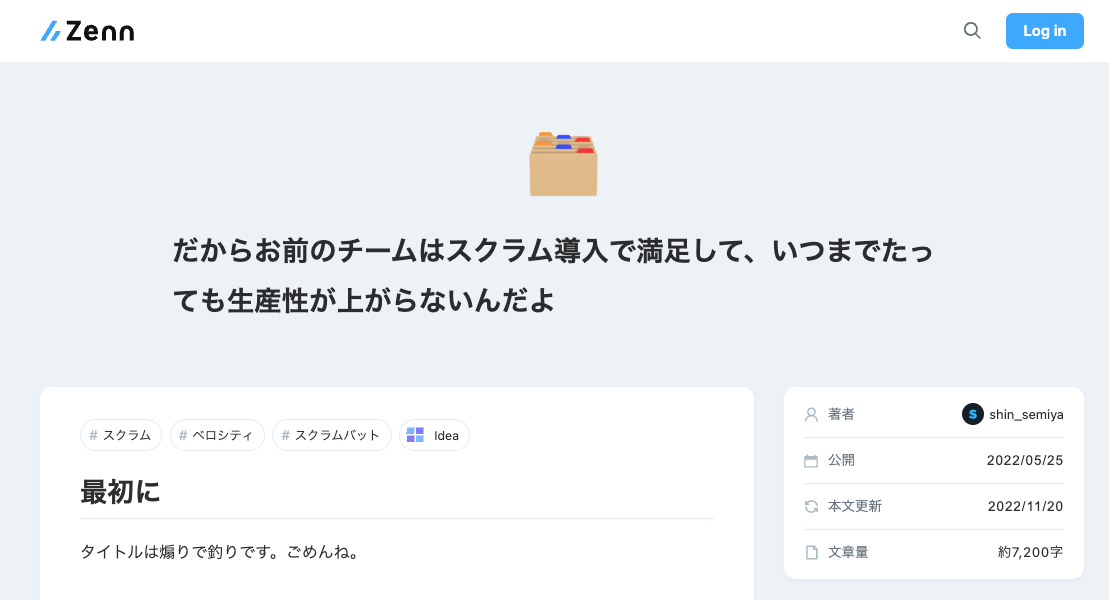 Zenn
Log in
だからお前のチームはスクラム導入で満足して、いつまでたっ
ても生産性が上がらないんだよ
# スクラム
# ベロシティ
# スクラムバット
Idea
最初に
タイトルは煽りで釣りです。ごめんね。
著者
S shin_semiya
公開
2022/05/25
本文更新
2022/11/20
文章量
約7,200字